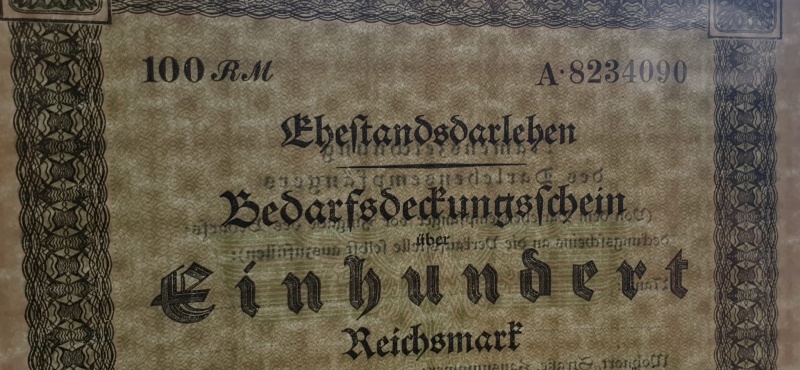 100 RM A·8234090
Ehestandsdarlehen
Bedarfsdeckungsschein
über
Einhundert
Reichsmark